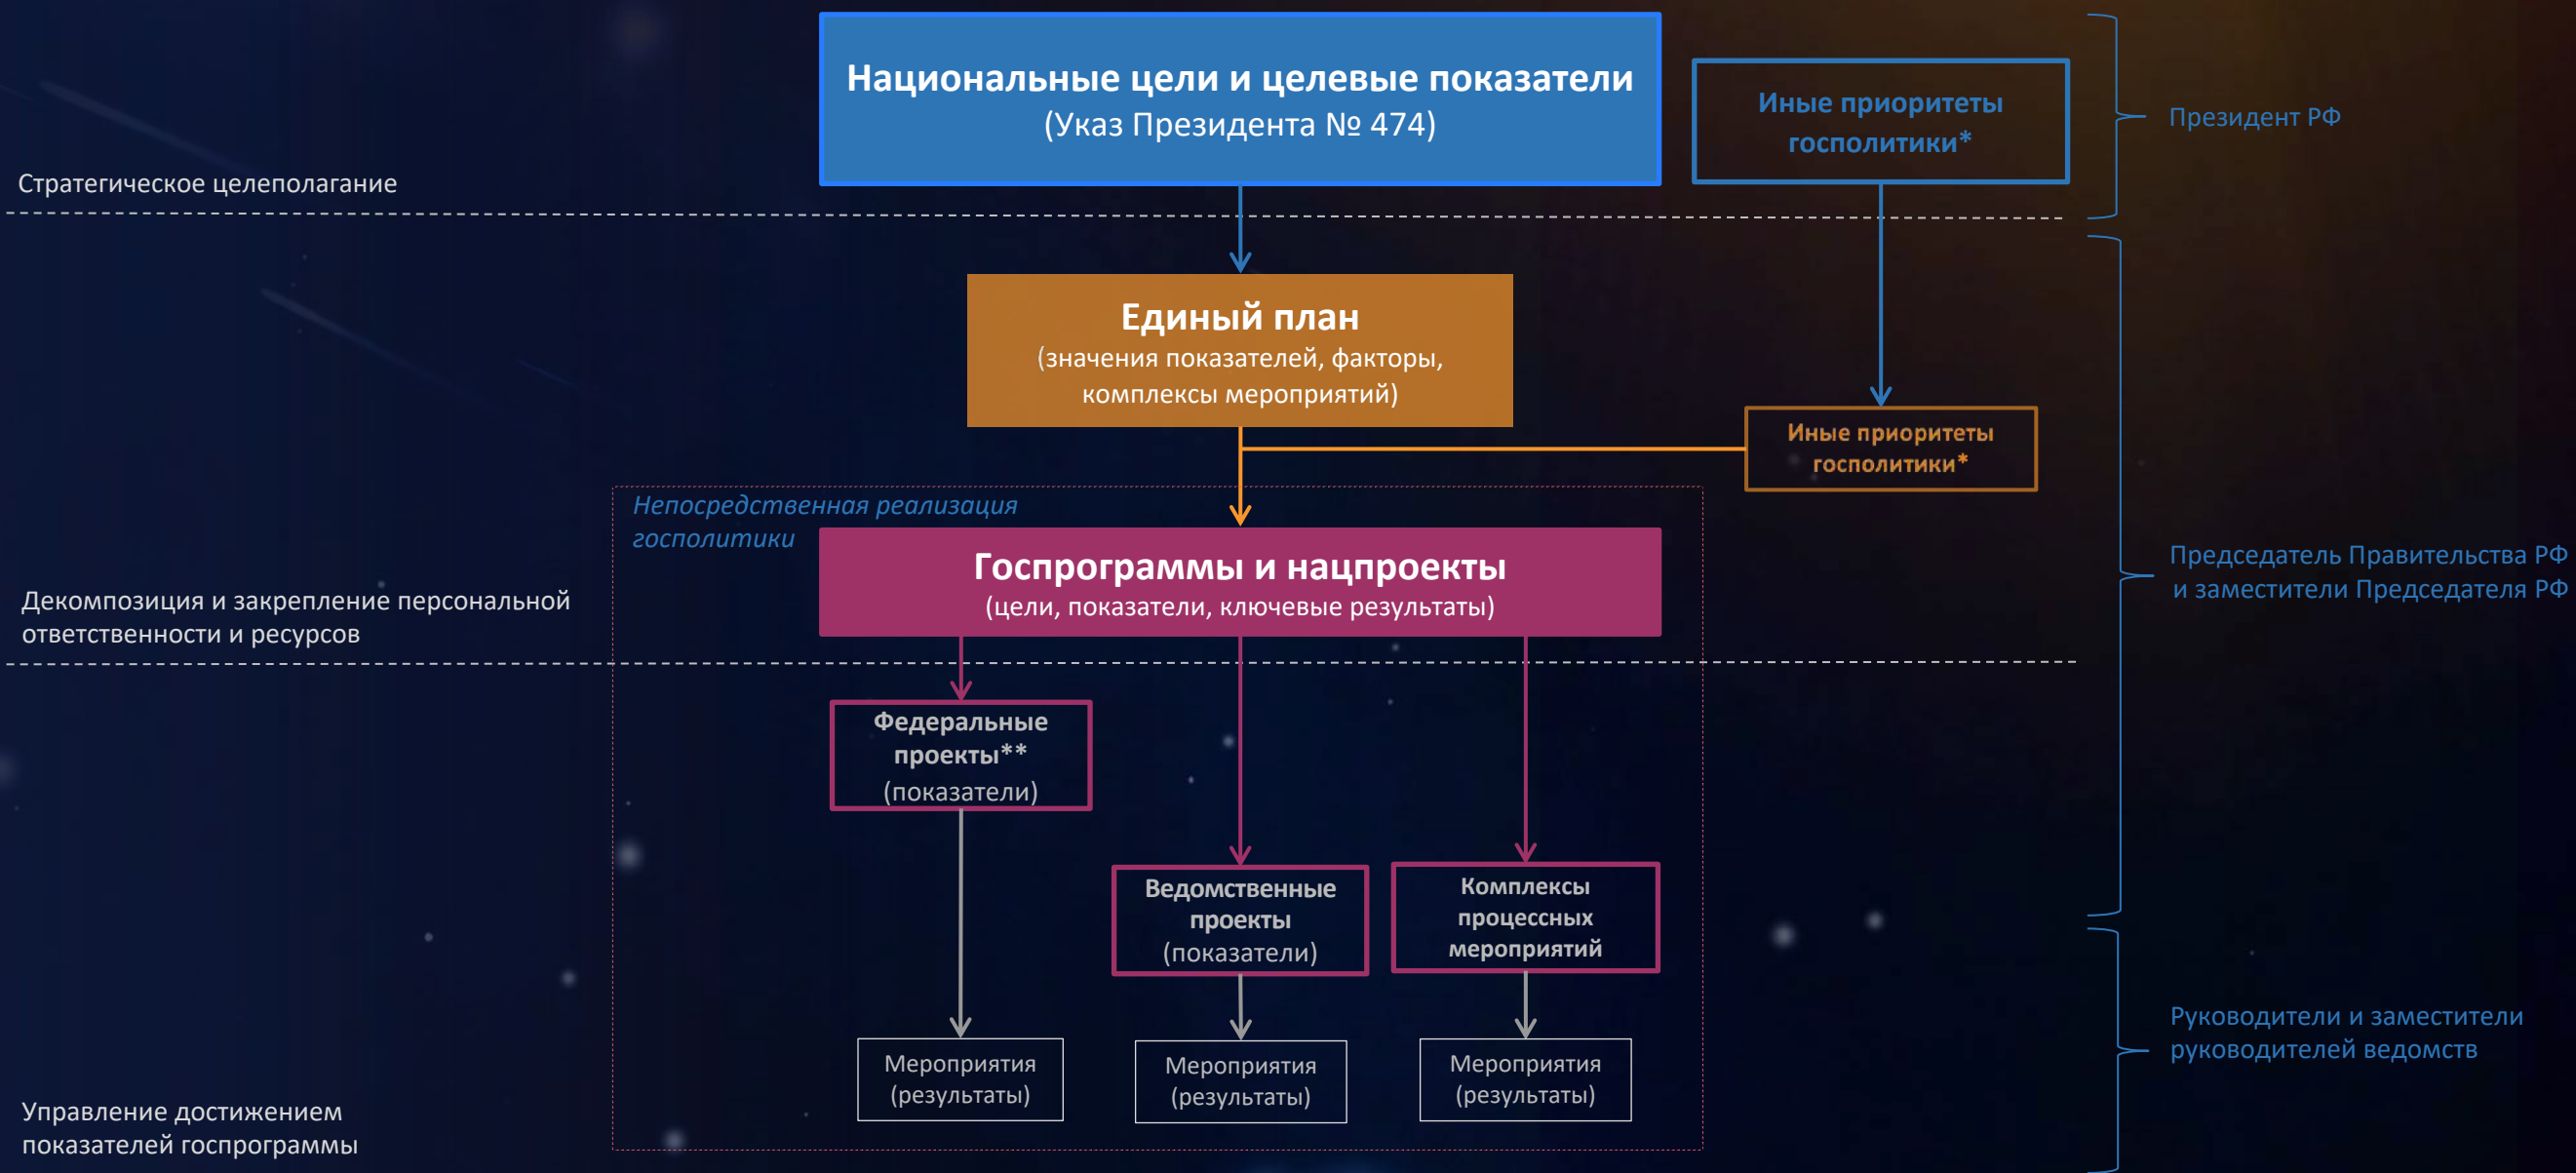 Национальные цели и целевые показатели
(Указ Президента № 474)
Иные приоритеты
госполитики*
Президент РФ
Стратегическое целеполагание
Единый план
(значения показателей, факторы,
комплексы мероприятий)
Иные приоритеты
госполитики*
Непосредственная реализация
госполитики
Госпрограммы и нацпроекты
(цели, показатели, ключевые результаты)
Председатель Правительства РФ
и заместители Председателя РФ
Декомпозиция и закрепление персональной
ответственности и ресурсов
Федеральные
проекты**
(показатели)
Ведомственные
проекты
(показатели)
Комплексы
процессных
мероприятий
Мероприятия
(результаты)
Мероприятия
(результаты)
Мероприятия
(результаты)
Руководители и заместители
руководителей ведомств
Управление достижением
показателей госпрограммы